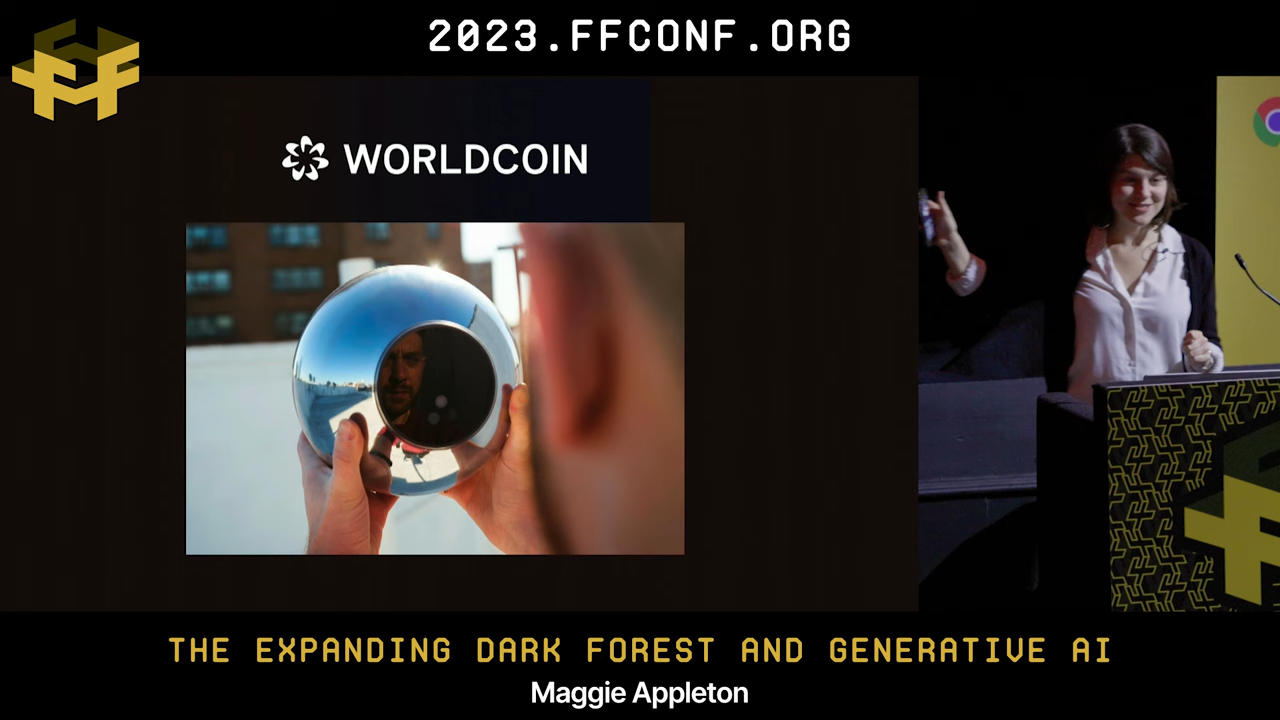 2023.FFCONF.ORG
WORLDCOIN
THE EXPANDING DARK FOREST AND GENERATIVE AI
Maggie Appleton